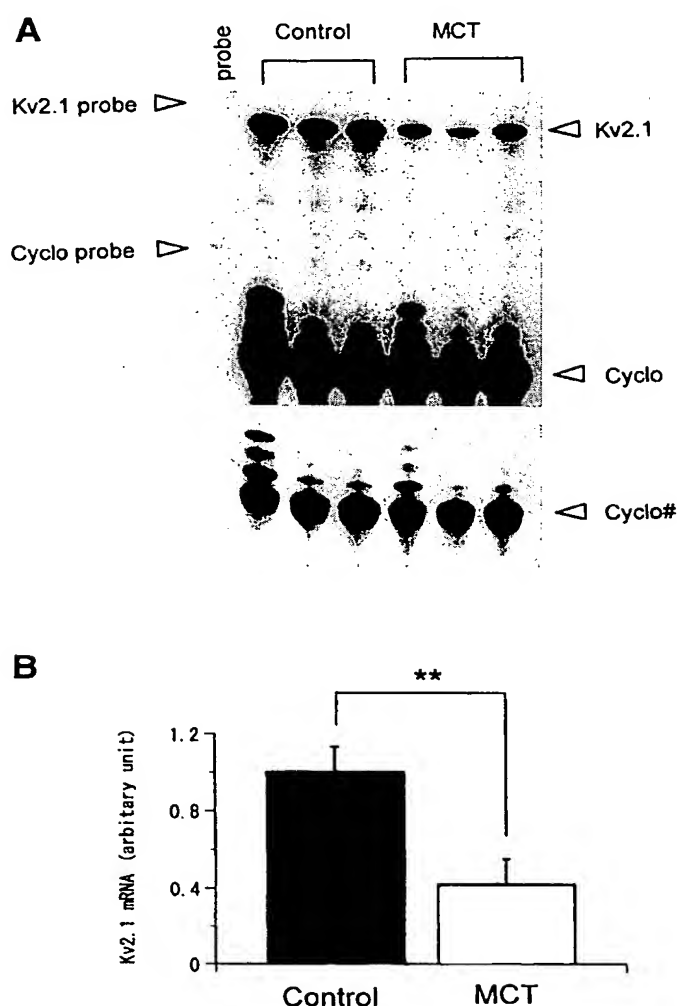 A
probe
Control
MCT
Kv2.1 probe
Kv2.1
Cyclo probe
Cyclo
Cyclo#
B
**
Kv2.1 mRNA (arbitary unit)
1.2
0.8
0.4
0
Control
MCT